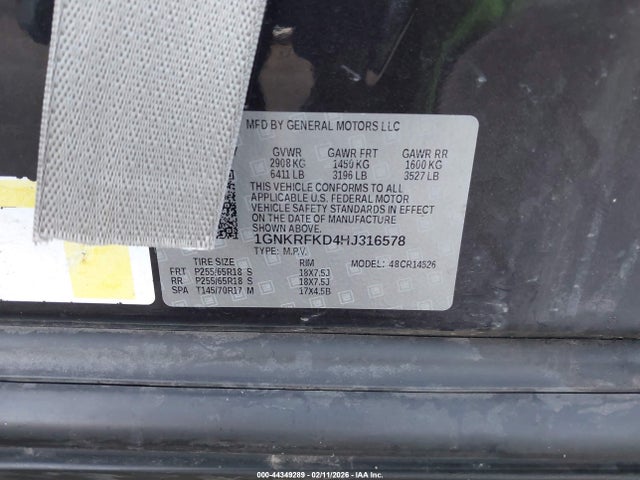 MFD BY GENERAL MOTORS LLC
GVWR GAWR FRT GAWR RR
2908 KG 1450 KG 1600 KG
6411 LB 3196 LB 3527 LB
THIS VEHICLE CONFORMS TO ALL
APPLICABLE U.S. FEDERAL MOTOR
VEHICLE SAFETY STANDARDS IN
EFFECT ON THE DATE OF MANUFACTURE
SHOWN ABOVE.
1GNKRFKD4HJ316578
TYPE: M.P.V. MODEL: 48CR14526
TIRE SIZE RIM
FRT P255/65R18 S 18X7.5J
RR P255/65R18 S 18X7.5J
SPA T145/70R17 M 17X4.5B
000-44349289 - 02/11/2026 - IAAI.COM